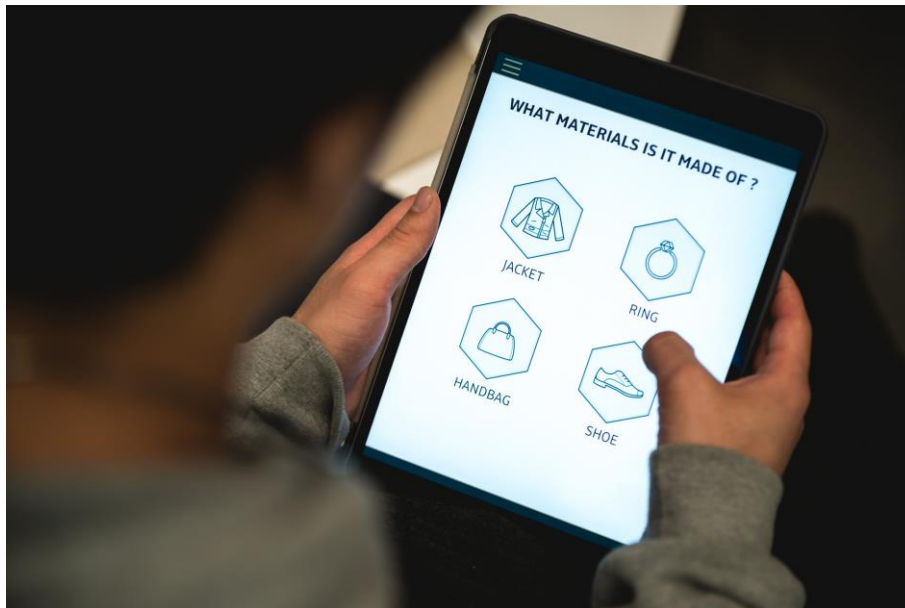 WHAT MATERIALS IS IT MADE OF ?
JACKET
RING
HANDBAG
SHOE